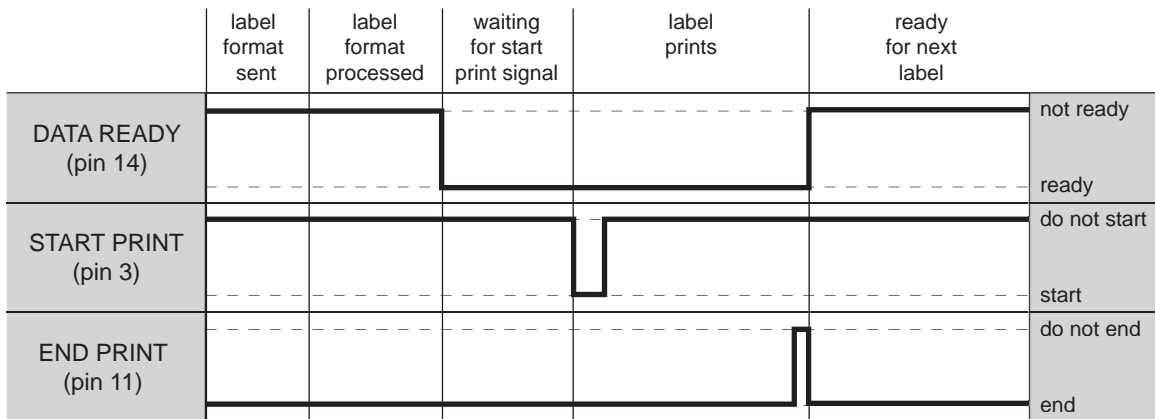 label
format
sent
label
format
processed
waiting
for start
print signal
label
prints
ready
for next
label
DATA READY
(pin 14)
not ready
ready
START PRINT
(pin 3)
do not start
start
END PRINT
(pin 11)
do not end
end